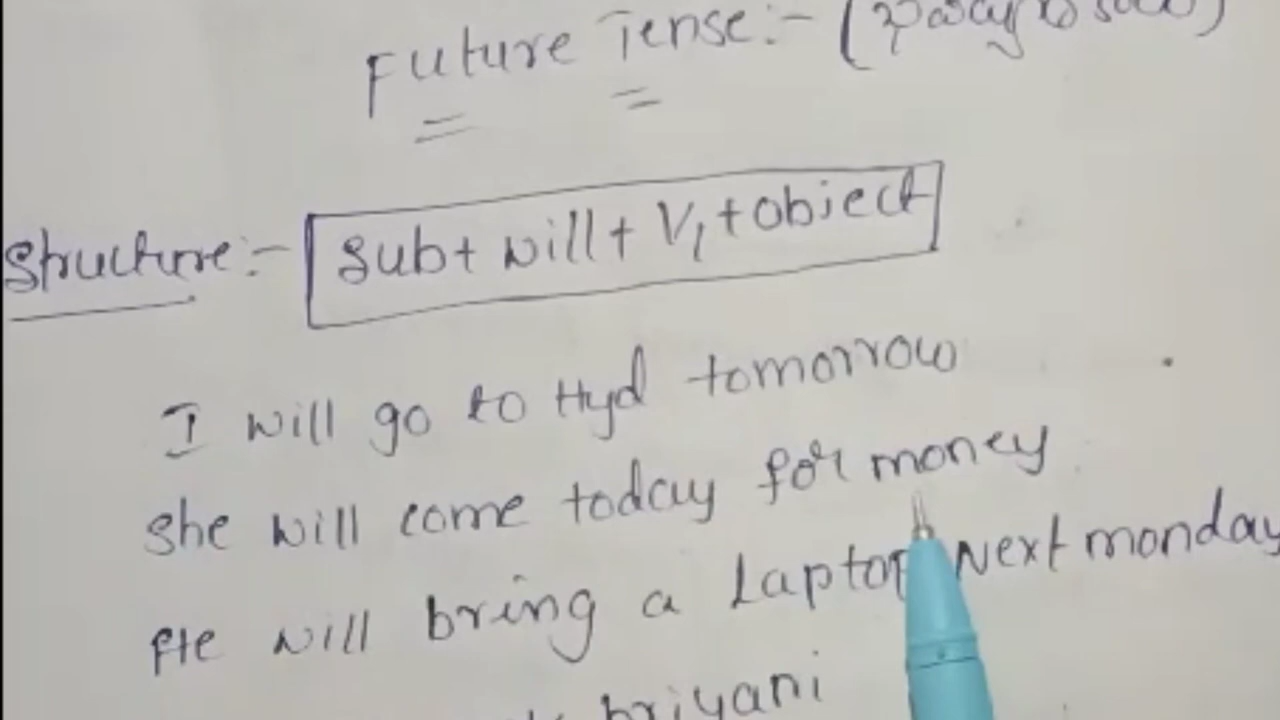 Future Tense:- (
Structure:- Sub+ will + V1 + Object
I will go to Hyd tomorrow
She will come today for money
He will bring a Laptop Next monday
briyani